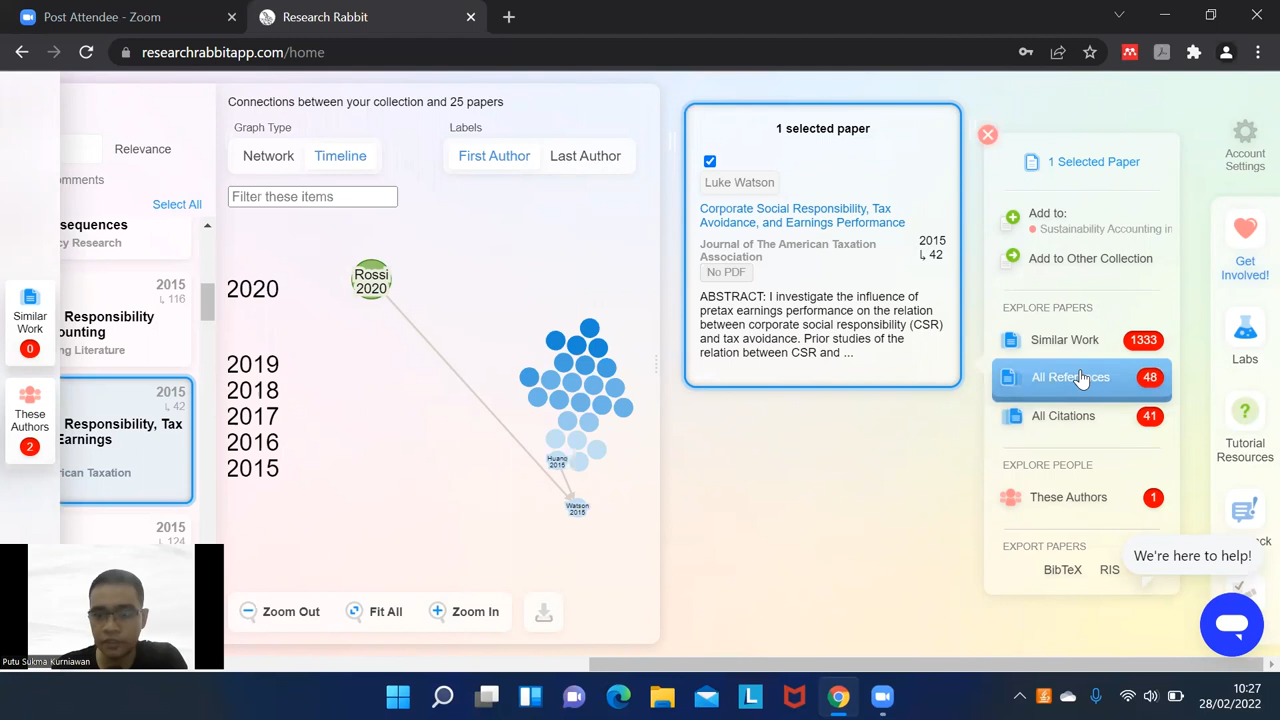 Post Attendee - Zoom
Research Rabbit
researchrabbitapp.com/home
Similar
Work
0
These
Authors
2
Relevance
mments
Select All
sequences
cy Research
2015
116
Responsibility
ounting
ng Literature
2015
42
Responsibility, Tax
Earnings
rican Taxation
2015
124
Connections between your collection and 25 papers
Graph Type
Labels
Network
Timeline
First Author
Last Author
Filter these items
Rossi
2020
2020
2019
2018
2017
2016
2015
Huang
2015
Watson
2015
Zoom Out
Fit All
Zoom In
1 selected paper
Luke Watson
Corporate Social Responsibility, Tax
Avoidance, and Earnings Performance
Journal of The American Taxation
Association
2015
42
No PDF
ABSTRACT: I investigate the influence of
pretax earnings performance on the relation
between corporate social responsibility (CSR)
and tax avoidance. Prior studies of the
relation between CSR and ...
1 Selected Paper
Add to:
Sustainability Accounting in
Add to Other Collection
EXPLORE PAPERS
Similar Work
1333
All References
48
All Citations
41
EXPLORE PEOPLE
These Authors
1
EXPORT PAPERS
BibTeX
RIS
Account
Settings
Get
Involved!
Labs
Tutorial
Resources
ck
We're here to help!
Putu Sukma Kurniawan
10:27
28/02/2022